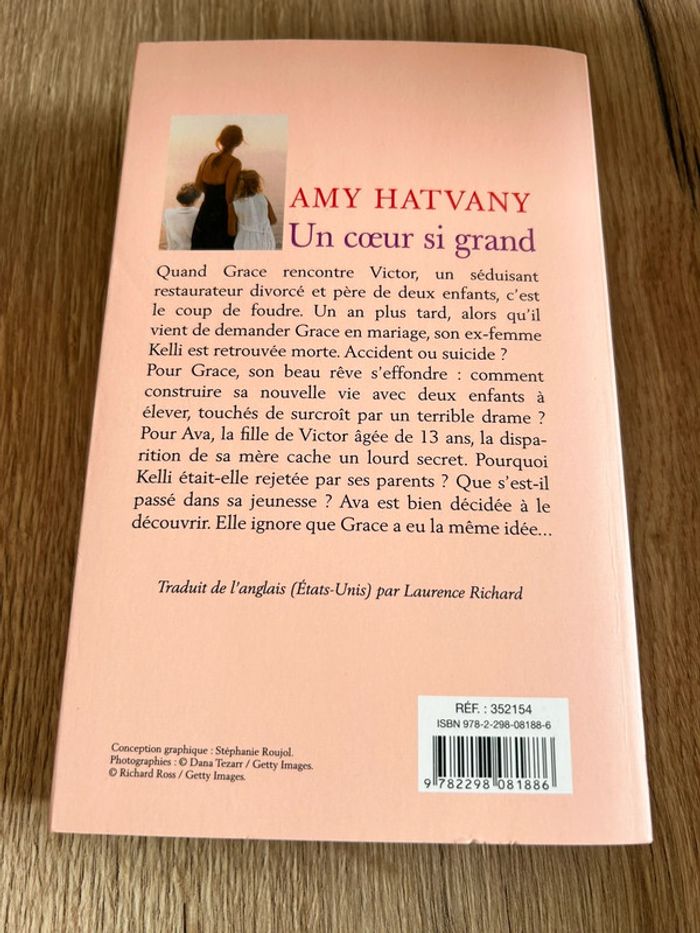 AMY HATVANY
Un cœur si grand
Quand Grace rencontre Victor, un séduisant
restaurateur divorcé et père de deux enfants, c'est
le coup de foudre. Un an plus tard, alors qu'il
vient de demander Grace en mariage, son ex-femme
Kelli est retrouvée morte. Accident ou suicide ?
Pour Grace, son beau rêve s'effondre : comment
construire sa nouvelle vie avec deux enfants à
élever, touchés de surcroît par un terrible drame ?
Pour Ava, la fille de Victor âgée de 13 ans, la dispa-
rition de sa mère cache un lourd secret. Pourquoi
Kelli était-elle rejetée par ses parents ? Que s'est-il
passé dans sa jeunesse ? Ava est bien décidée à le
découvrir. Elle ignore que Grace a eu la même idée...
Traduit de l'anglais (États-Unis) par Laurence Richard
RÉF. : 352154
ISBN 978-2-298-08188-6
9 782298 081886
Conception graphique : Stéphanie Roujol.
Photographies : © Dana Tezarr / Getty Images.
© Richard Ross / Getty Images.